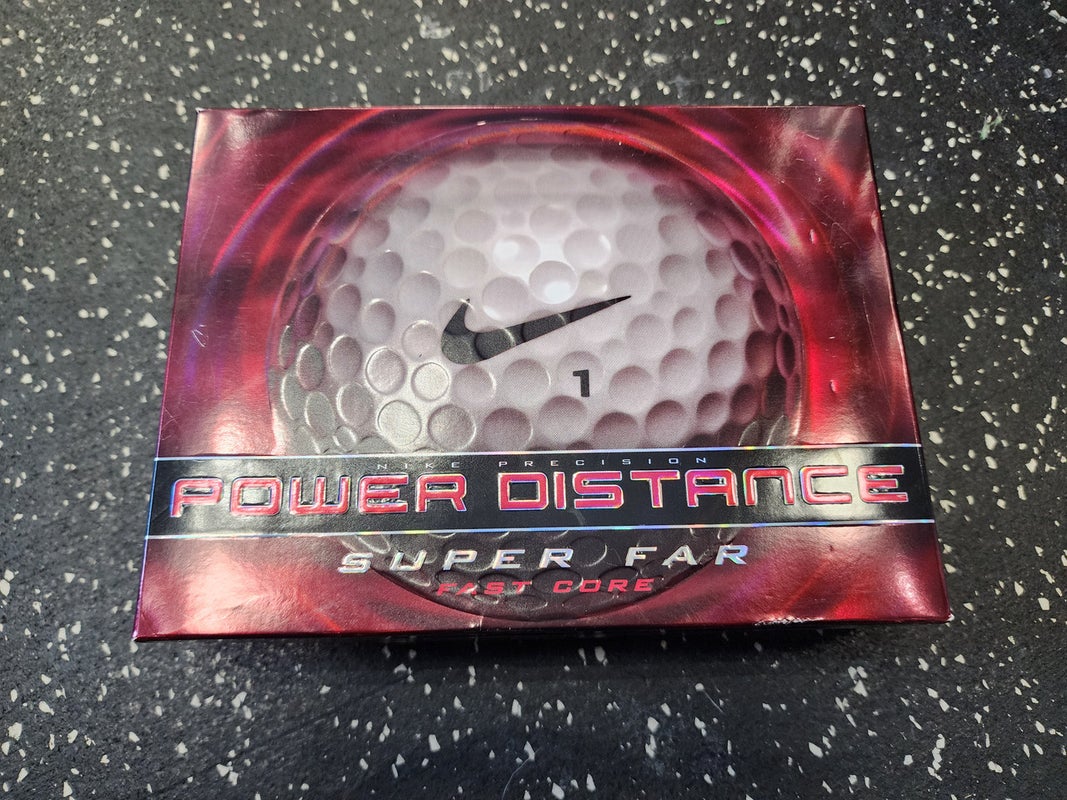 1
NIKE PRECISION
POWER DISTANCE
SUPER FAR
FAST CORE